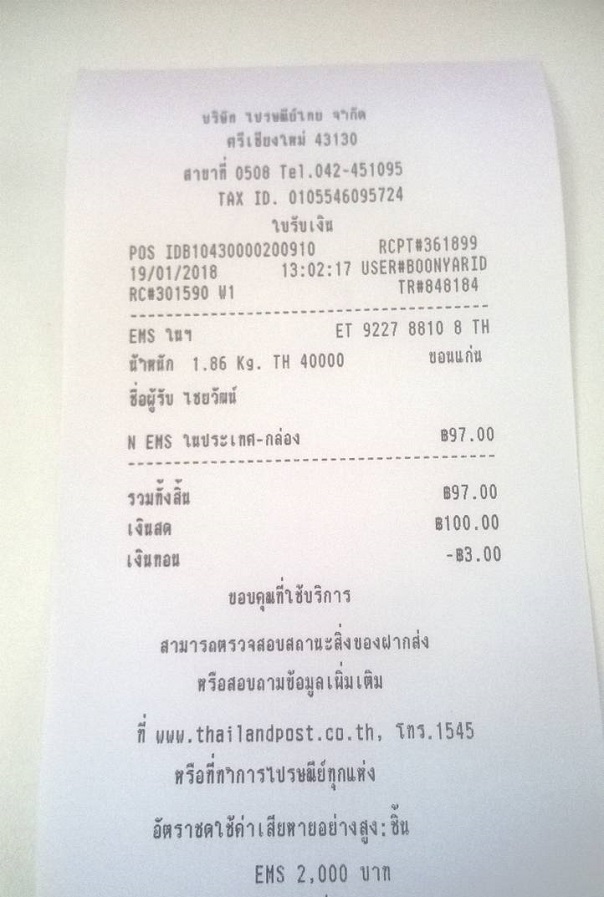 บริษัท ไปรษณีย์ไทย จำกัด
ศรีเชียงใหม่ 43130
สาขาที่ 0508 Tel.042-451095
TAX ID. 0105546095724
ใบรับเงิน
POS IDB10430000200910 RCPT#361899
19/01/2018 13:02:17 USER#BOONYARID
RC#301590 W1 TR#848184
EMS ในฯ ET 9227 8810 8 TH
น้ำหนัก 1.86 Kg. TH 40000 ขอนแก่น
ชื่อผู้รับ ไชยวัฒน์
N EMS ในประเทศ-กล่อง ฿97.00
รวมทั้งสิ้น ฿97.00
เงินสด ฿100.00
เงินทอน -฿3.00
ขอบคุณที่ใช้บริการ
สามารถตรวจสอบสถานะสิ่งของฝากส่ง
หรือสอบถามข้อมูลเพิ่มเติม
ที่ www.thailandpost.co.th, โทร.1545
หรือที่ทำการไปรษณีย์ทุกแห่ง
อัตราชดใช้ค่าเสียหายอย่างสูง:ชิ้น
EMS 2,000 บาท